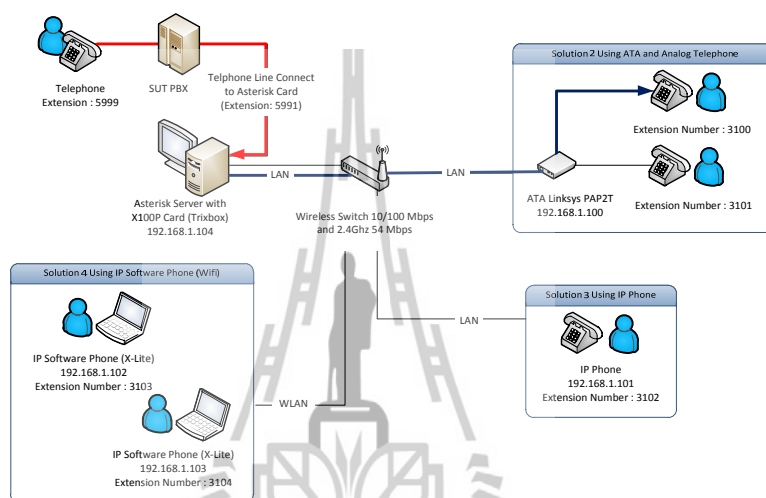 Telephone
Extension : 5999
SUT PBX
Telphone Line Connect
to Asterisk Card
(Extension: 5991)
Solution 2 Using ATA and Analog Telephone
Extension Number : 3100
Extension Number : 3101
ATA Linksys PAP2T
192.168.1.100
LAN
LAN
Asterisk Server with
X100P Card (Trixbox)
192.168.1.104
Wireless Switch 10/100 Mbps
and 2.4Ghz 54 Mbps
Solution 4 Using IP Software Phone (Wifi)
IP Software Phone (X-Lite)
192.168.1.102
Extension Number : 3103
IP Software Phone (X-Lite)
192.168.1.103
Extension Number : 3104
WLAN
LAN
Solution 3 Using IP Phone
IP Phone
192.168.1.101
Extension Number : 3102